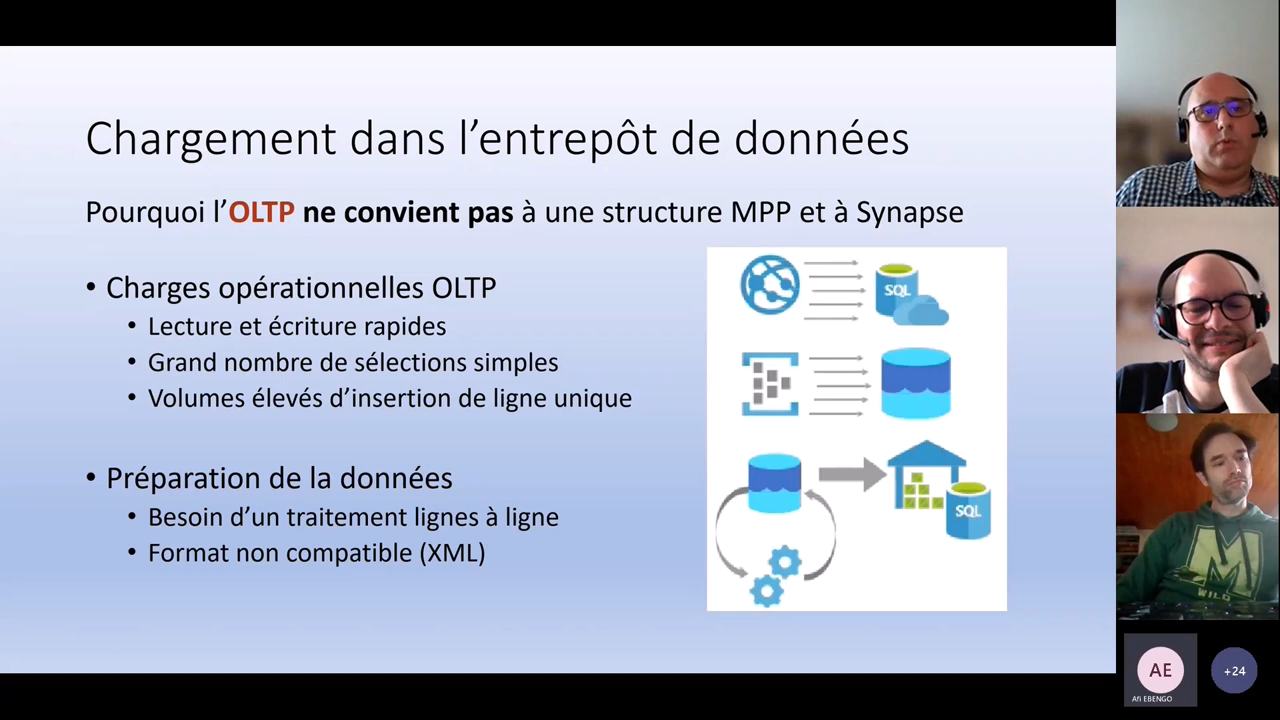 Chargement dans l’entrepôt de données
Pourquoi l’OLTP ne convient pas à une structure MPP et à Synapse
• Charges opérationnelles OLTP
• Lecture et écriture rapides
• Grand nombre de sélections simples
• Volumes élevés d’insertion de ligne unique
• Préparation de la données
• Besoin d’un traitement lignes à ligne
• Format non compatible (XML)
SQL
SQL
M
WILD
AE
Afi EBENGO
+24